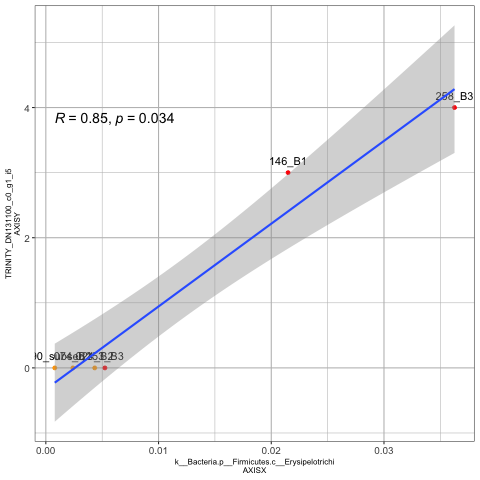 R = 0.85, p = 0.034
258_B3
146_B1
4
2
0
0.00
0.01
0.02
0.03
TRINITY_DN131100_c0_g1_i5
AXISY
k__Bacteria.p__Firmicutes.c__Erysipelotrichi
AXISX